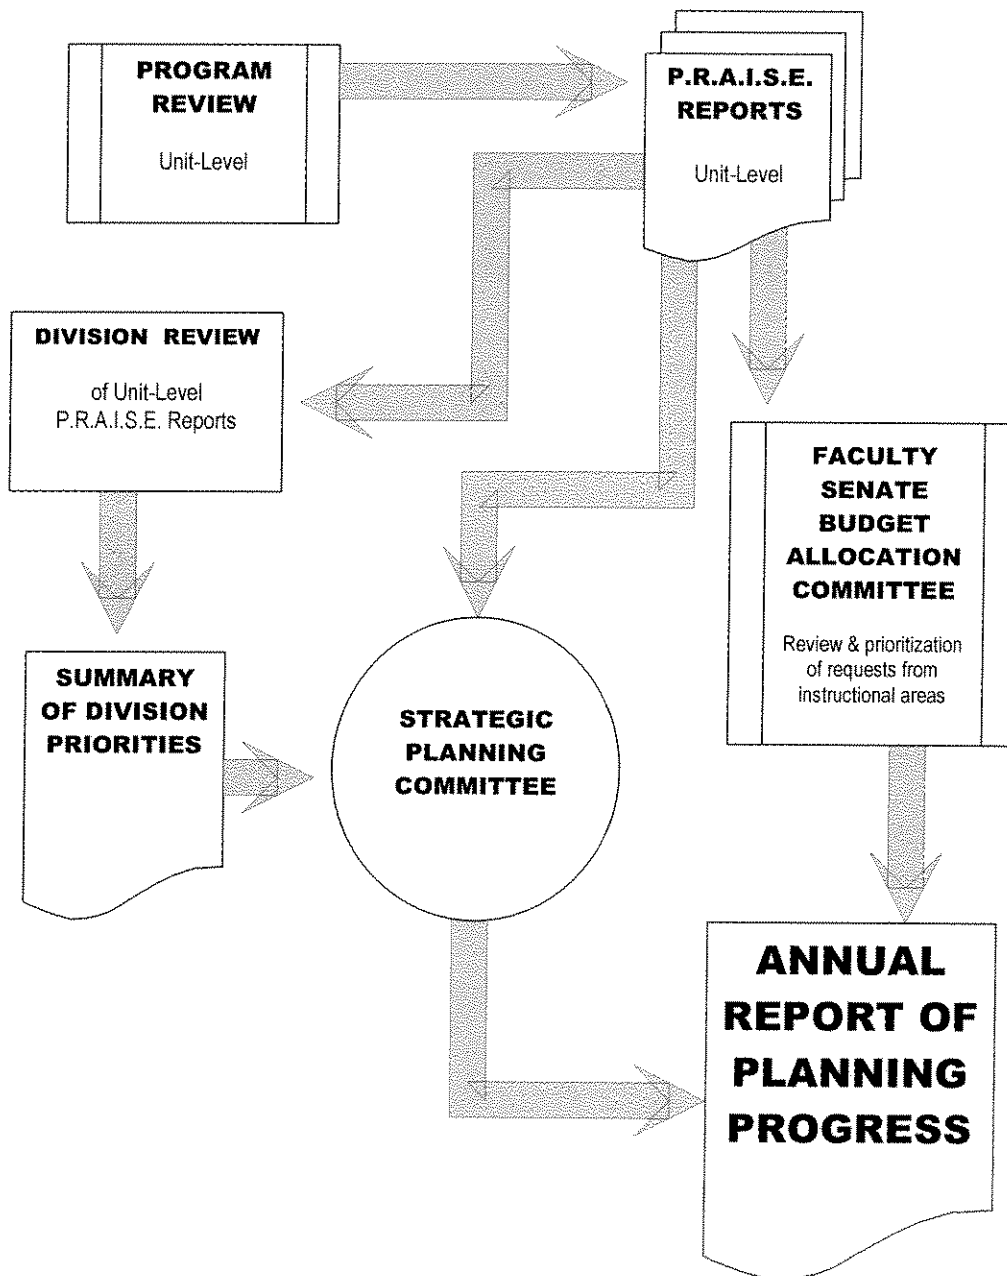 PROGRAM
REVIEW
Unit-Level
P.R.A.I.S.E.
REPORTS
Unit-Level
DIVISION REVIEW
of Unit-Level
P.R.A.I.S.E. Reports
FACULTY
SENATE
BUDGET
ALLOCATION
COMMITTEE
Review & prioritization
of requests from
instructional areas
SUMMARY
OF DIVISION
PRIORITIES
STRATEGIC
PLANNING
COMMITTEE
ANNUAL
REPORT OF
PLANNING
PROGRESS